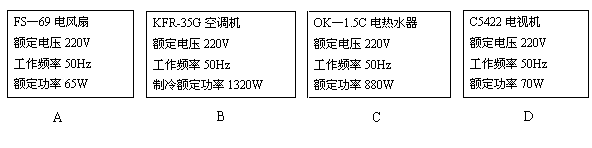 FS—69 电风扇
额定电压 220V
工作频率 50Hz
额定功率 65W
A
KFR-35G 空调机
额定电压 220V
工作频率 50Hz
制冷额定功率 1320W
B
OK—1.5C 电热水器
额定电压 220V
工作频率 50Hz
额定功率 880W
C
C5422 电视机
额定电压 220V
工作频率 50Hz
额定功率 70W
D